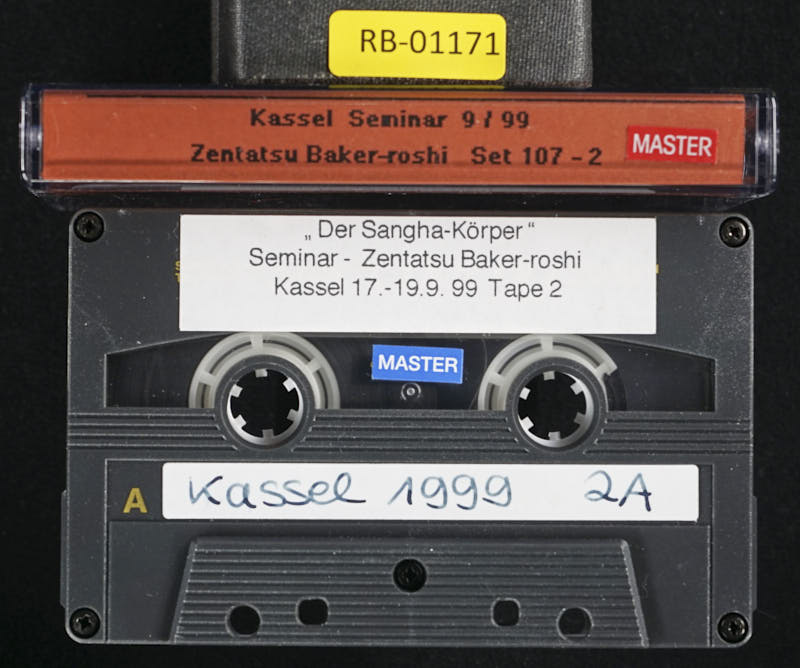 RB-01171
Kassel Seminar 9/99
Zentatsu Baker-roshi Set 107-2
MASTER
„Der Sangha-Körper“
Seminar - Zentatsu Baker-roshi
Kassel 17.-19.9. 99 Tape 2
MASTER
A Kassel 1999 2A